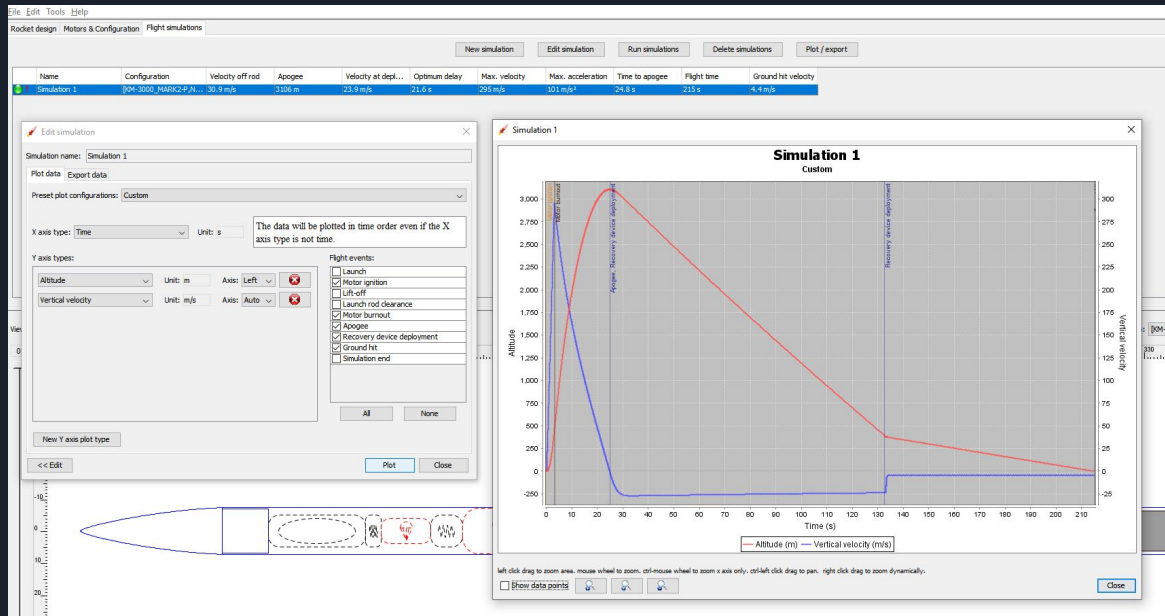 File Edit Tools Help
Rocket design Motors & Configuration Flight simulations
New simulation Edit simulation Run simulations Delete simulations Plot / export
Name Configuration Velocity off rod Apogee Velocity at depl... Optimum delay Max. velocity Max. acceleration Time to apogee Flight time Ground hit velocity
Simulation 1 [KM-3000_MARK2-P,N... 30.9 m/s 3106 m 23.9 m/s 21.6 s 295 m/s 101 m/s² 24.8 s 215 s 4.4 m/s
Edit simulation
Simulation name: Simulation 1
Plot data Export data
Preset plot configurations: Custom
X axis type: Time Unit: s
The data will be plotted in time order even if the X
axis type is not time.
Y axis types:
Altitude Unit: m Axis: Left
Vertical velocity Unit: m/s Axis: Auto
Flight events:
Launch
Motor ignition
Lift-off
Launch rod clearance
Motor burnout
Apogee
Recovery device deployment
Ground hit
Simulation end
All None
New Y axis plot type
<< Edit Plot Close
Simulation 1
Simulation 1
Custom
Motor burnout
Apogee, Recovery device deployment
Recovery device deployment
Altitude
3,000
2,750
2,500
2,250
2,000
1,750
1,500
1,250
1,000
750
500
250
0
-250
300
275
250
225
200
175
150
125
100
75
50
25
0
-25
Vertical velocity
0 10 20 30 40 50 60 70 80 90 100 110 120 130 140 150 160 170 180 190 200 210
Time (s)
Altitude (m) Vertical velocity (m/s)
left click drag to zoom area. mouse wheel to zoom. ctrl-mouse wheel to zoom x axis only. ctrl-left click drag to pan. right click drag to zoom dynamically.
Show data points Close
View
0
[KM-
330
-10
0
10
20